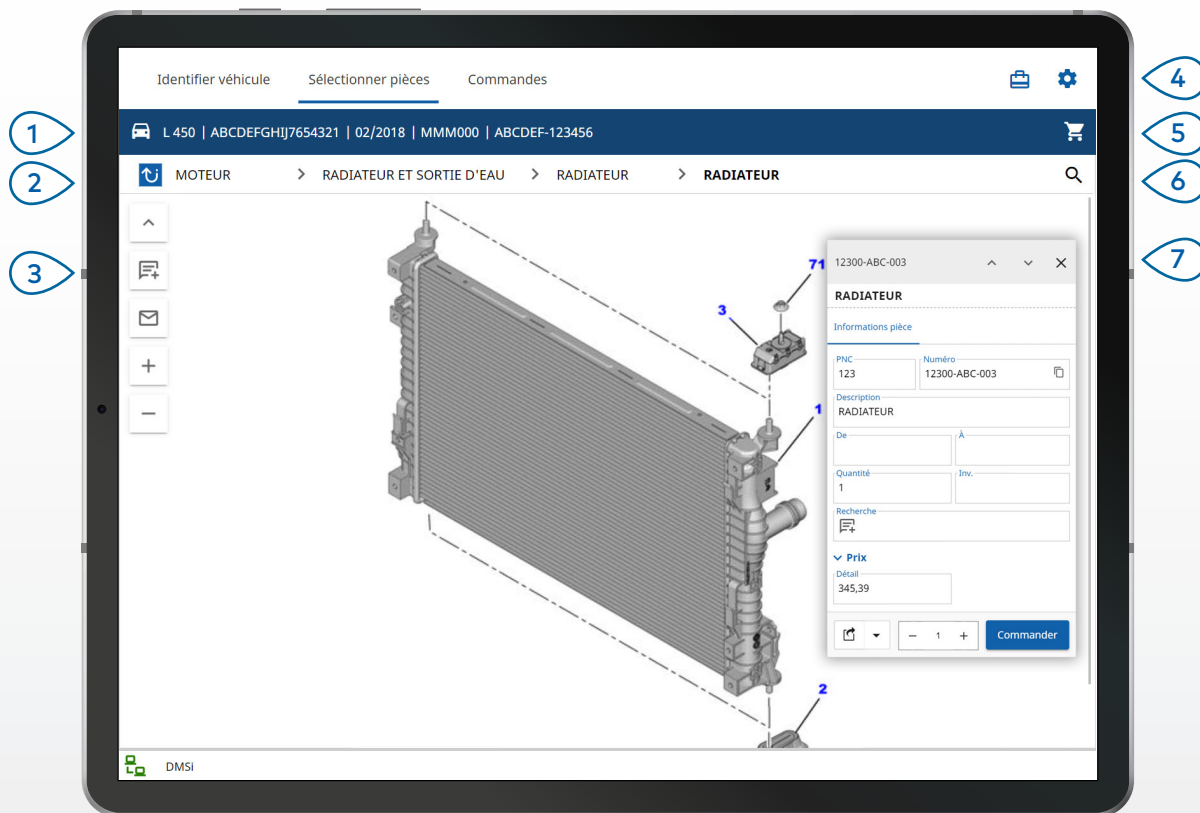 Identifier véhicule Sélectionner pièces Commandes
4
1
L 450 | ABCDEFGHIJ7654321 | 02/2018 | MMM000 | ABCDEF-123456
5
2
MOTEUR > RADIATEUR ET SORTIE D'EAU > RADIATEUR > RADIATEUR
6
3
7
71
3
1
2
12300-ABC-003
RADIATEUR
Informations pièce
PNC
123
Numéro
12300-ABC-003
Description
RADIATEUR
De
À
Quantité
1
Inv.
Recherche
Prix
Détail
345,39
− 1 +
Commander
DMSi